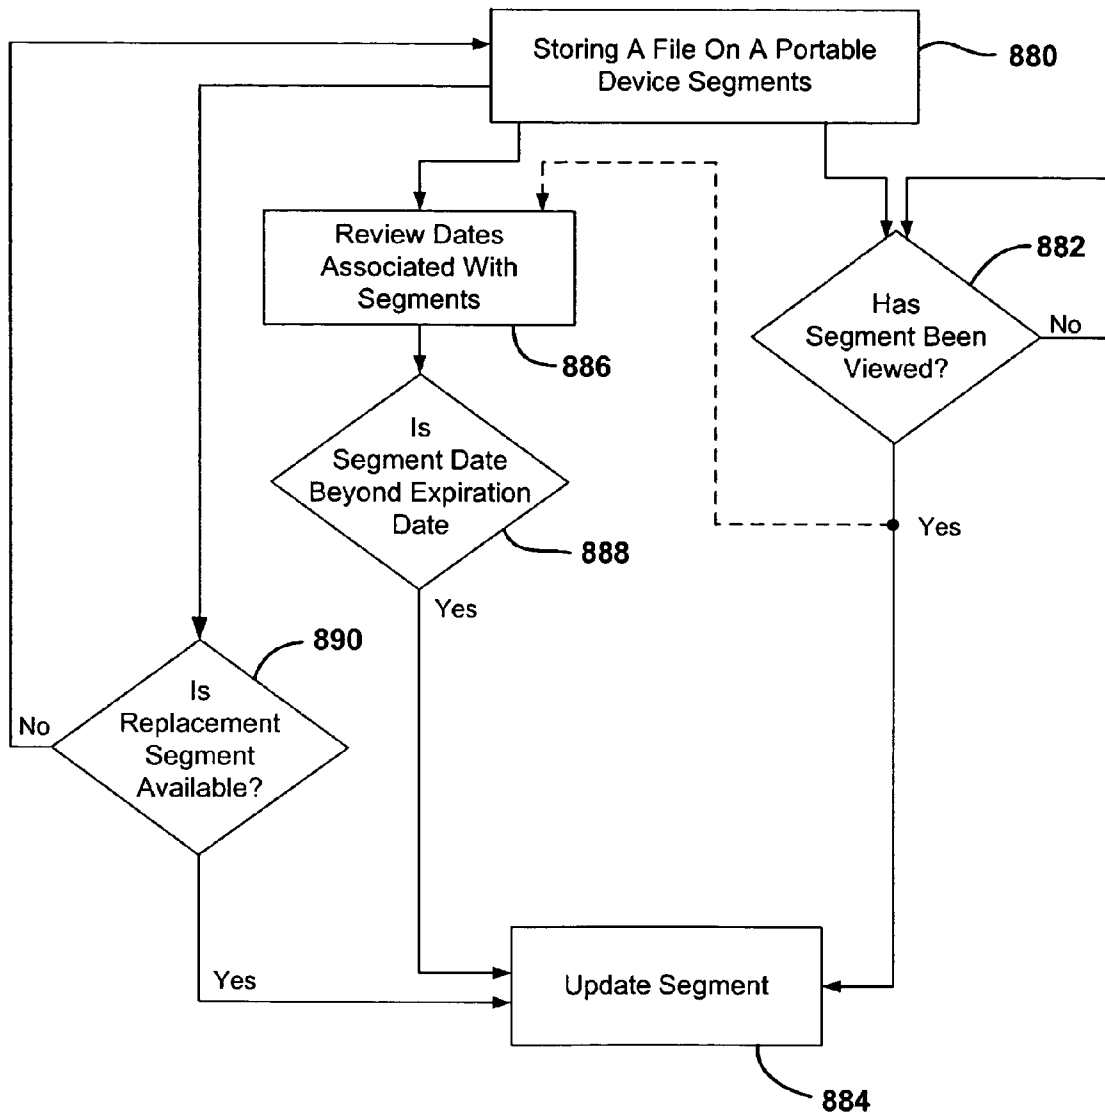 Storing A File On A Portable
Device Segments
880
Review Dates
Associated With
Segments
886
882
Has
Segment Been
Viewed?
No
Is
Segment Date
Beyond Expiration
Date
888
Yes
Yes
890
Is
Replacement
Segment
Available?
No
Yes
Update Segment
884